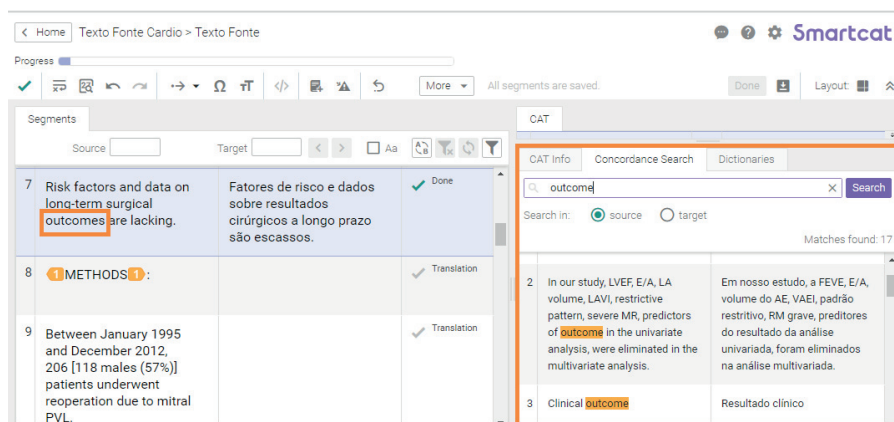 Home Texto Fonte Cardio > Texto Fonte
Smartcat
Progress
More All segments are saved. Done Layout:
Segments
Source Target Aa
7 Risk factors and data on
long-term surgical
outcomes are lacking.
Fatores de risco e dados
sobre resultados
cirúrgicos a longo prazo
são escassos.
Done
8 1 METHODS 1 :
Translation
9 Between January 1995
and December 2012,
206 [118 males (57%)]
patients underwent
reoperation due to mitral
PVL.
Translation
CAT
CAT Info Concordance Search Dictionaries
outcome Search
Search in: source target
Matches found: 17
2 In our study, LVEF, E/A, LA
volume, LAVI, restrictive
pattern, severe MR, predictors
of outcome in the univariate
analysis, were eliminated in the
multivariate analysis.
Em nosso estudo, a FEVE, E/A,
volume do AE, VAEI, padrão
restritivo, RM grave, preditores
do resultado da análise
univariada, foram eliminados
na análise multivariada.
3 Clinical outcome
Resultado clínico